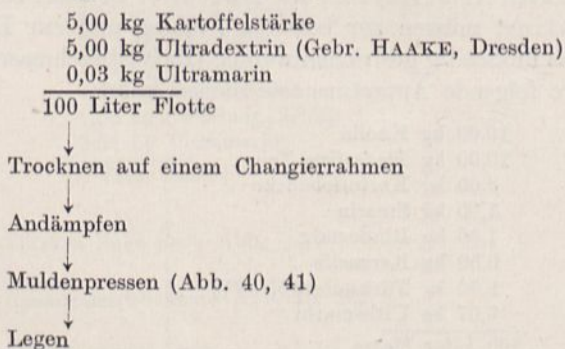 5,00 kg Kartoffelstärke
5,00 kg Ultradextrin (Gebr. HAAKE, Dresden)
0,03 kg Ultramarin
100 Liter Flotte
Trocknen auf einem Changierrahmen
Andämpfen
Muldenpressen (Abb. 40, 41)
Legen